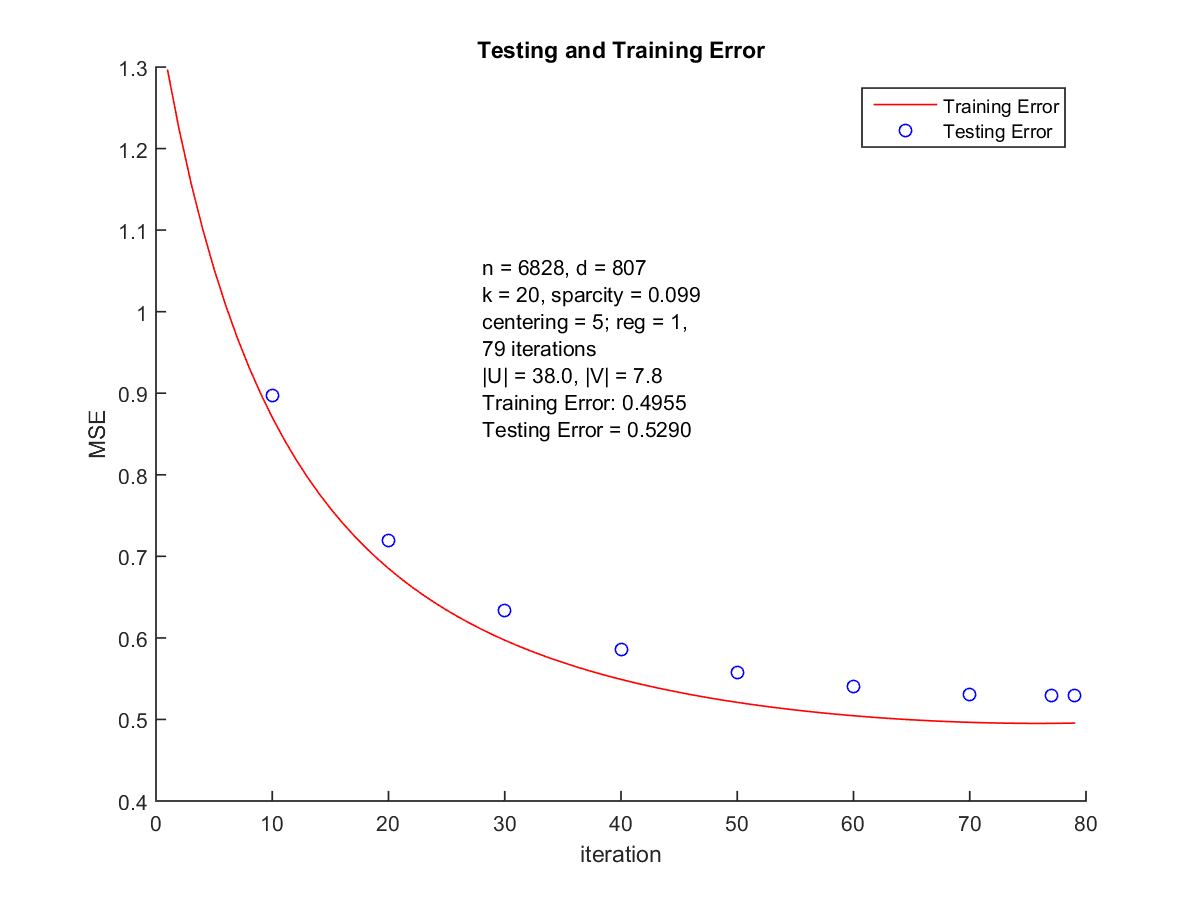 Testing and Training Error
1.3
1.2
1.1
1
0.9
0.8
0.7
0.6
0.5
0.4
MSE
Training Error
Testing Error
n = 6828, d = 807
k = 20, sparcity = 0.099
centering = 5; reg = 1,
79 iterations
|U| = 38.0, |V| = 7.8
Training Error: 0.4955
Testing Error = 0.5290
0 10 20 30 40 50 60 70 80
iteration